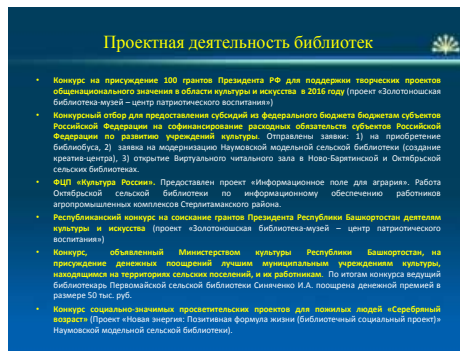 Проектная деятельность библиотек
• Конкурс на присуждение 100 грантов Президента РФ для поддержки творческих проектов
общенационального значения в области культуры и искусства в 2016 году (проект «Золотоношская
библиотека-музей – центр патриотического воспитания»)
• Конкурсный отбор для предоставления субсидий из федерального бюджета бюджетам субъектов
Российской Федерации на софинансирование расходных обязательств субъектов Российской
Федерации по развитию учреждений культуры. Отправлены заявки: 1) на приобретение
библиобуса, 2) заявка на модернизацию Наумовской модельной сельской библиотеки (создание
креатив-центра), 3) открытие Виртуального читального зала в Ново-Барятинской и Октябрьской
сельских библиотеках.
• ФЦП «Культура России». Предоставлен проект «Информационное поле для агрария». Работа
Октябрьской сельской библиотеки по информационному обеспечению работников
агропромышленных комплексов Стерлитамакского района.
• Республиканский конкурс на соискание грантов Президента Республики Башкортостан деятелям
культуры и искусства (проект «Золотоношская библиотека-музей – центр патриотического
воспитания»)
• Конкурс, объявленный Министерством культуры Республики Башкортостан, на
присуждение денежных поощрений лучшим муниципальным учреждениям культуры,
находящимся на территориях сельских поселений, и их работникам. По итогам конкурса ведущий
библиотекарь Первомайской сельской библиотеки Синяченко И.А. поощрена денежной премией в
размере 50 тыс. руб.
• Конкурс социально-значимых просветительских проектов для пожилых людей «Серебряный
возраст» (Проект «Новая энергия: Позитивная формула жизни (библиотечный социальный проект)»
Наумовской модельной сельской библиотеки).